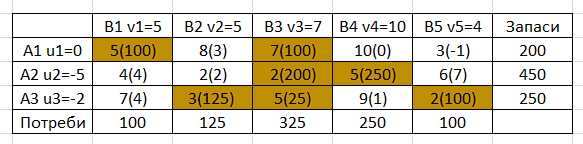 B1 v1=5 B2 v2=5 B3 v3=7 B4 v4=10 B5 v5=4 Запаси
A1 u1=0 5(100) 8(3) 7(100) 10(0) 3(-1) 200
A2 u2=-5 4(4) 2(2) 2(200) 5(250) 6(7) 450
A3 u3=-2 7(4) 3(125) 5(25) 9(1) 2(100) 250
Потреби 100 125 325 250 100